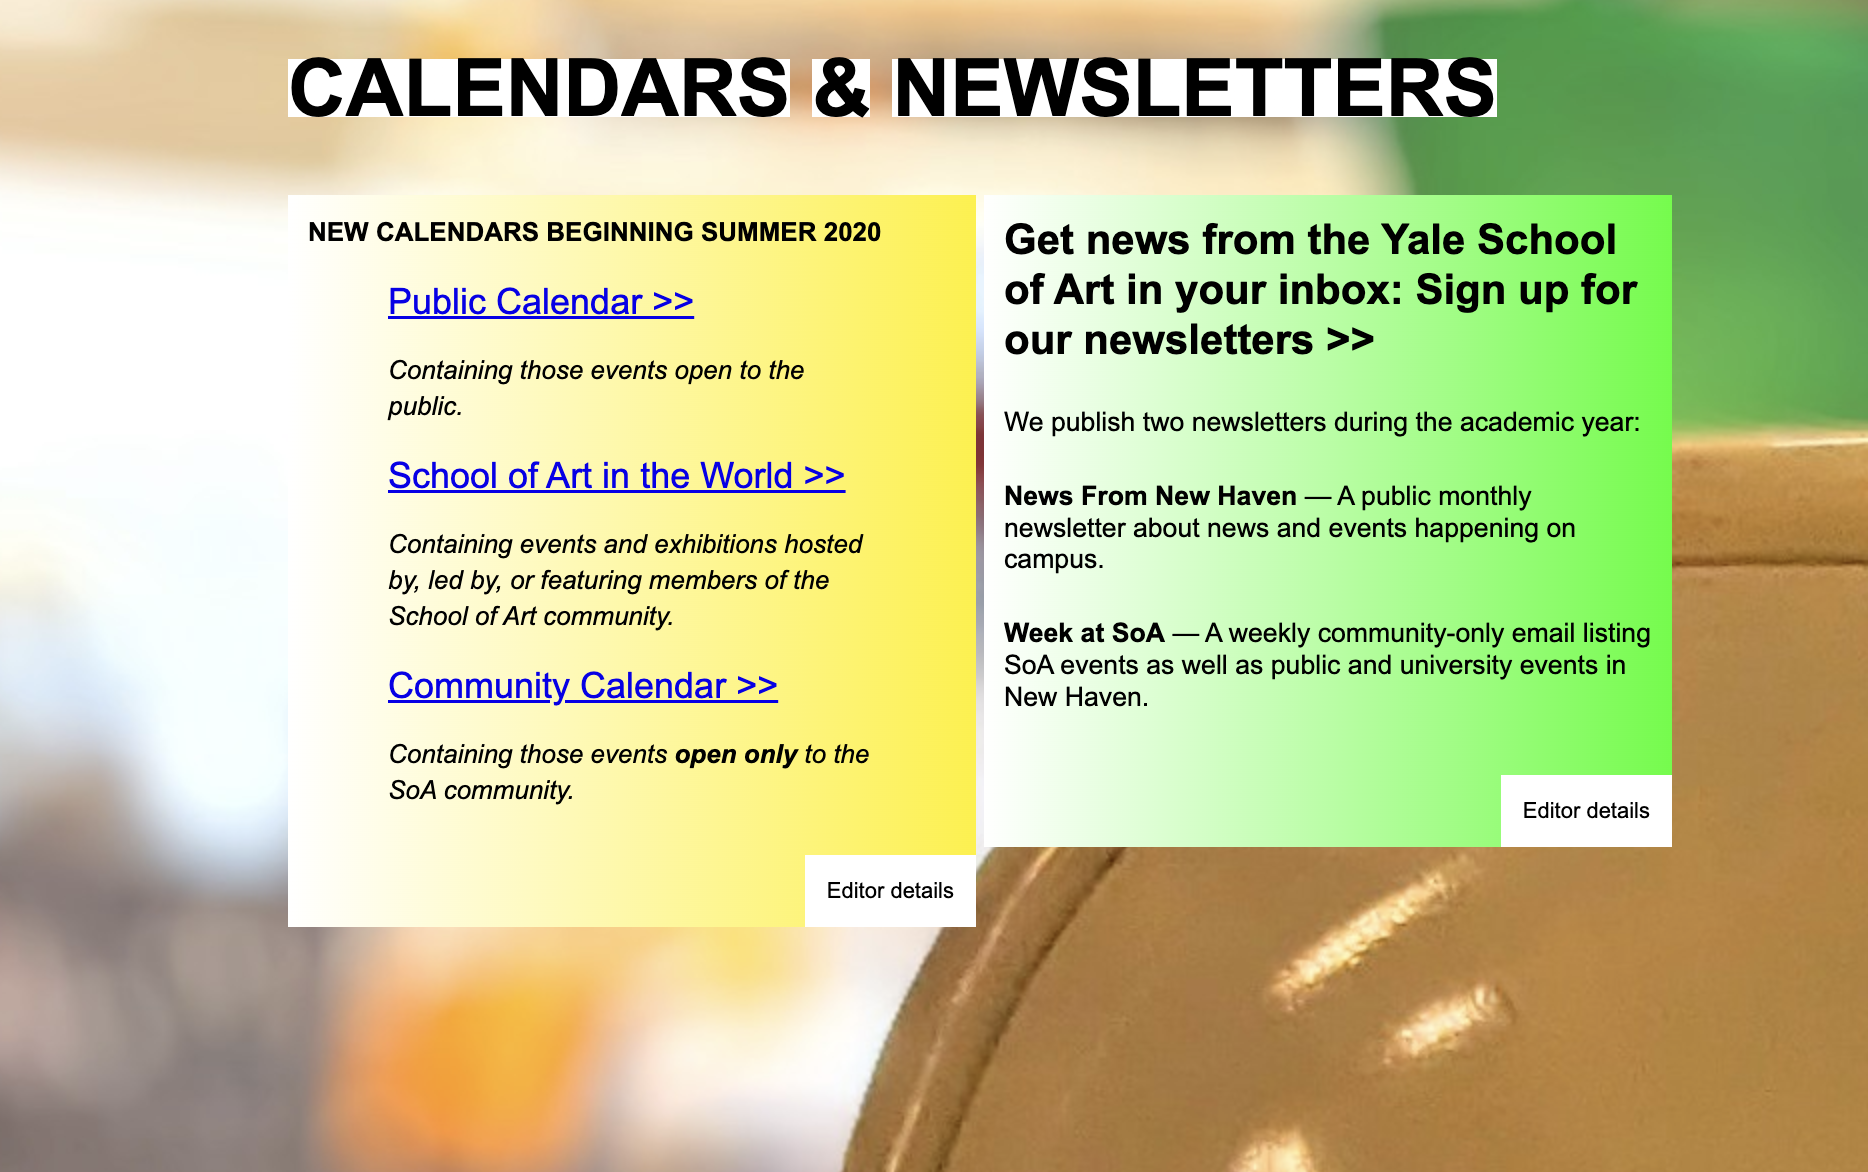 CALENDARS & NEWSLETTERS
NEW CALENDARS BEGINNING SUMMER 2020
Public Calendar >>
Containing those events open to the
public.
School of Art in the World >>
Containing events and exhibitions hosted
by, led by, or featuring members of the
School of Art community.
Community Calendar >>
Containing those events open only to the
SoA community.
Editor details
Get news from the Yale School
of Art in your inbox: Sign up for
our newsletters >>
We publish two newsletters during the academic year:
News From New Haven — A public monthly
newsletter about news and events happening on
campus.
Week at SoA — A weekly community-only email listing
SoA events as well as public and university events in
New Haven.
Editor details